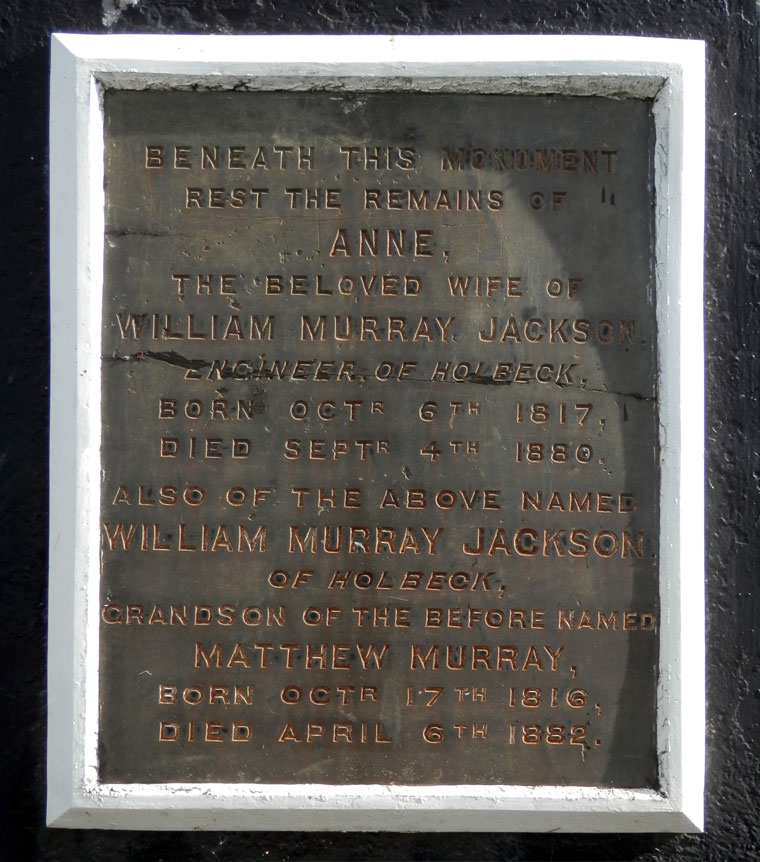 BENEATH THIS MONUMENT
REST THE REMAINS OF
ANNE,
THE BELOVED WIFE OF
WILLIAM MURRAY JACKSON.
ENGINEER, OF HOLBECK,
BORN OCTR 6TH 1817,
DIED SEPTR 4TH 1880.
ALSO OF THE ABOVE NAMED
WILLIAM MURRAY JACKSON.
OF HOLBECK,
GRANDSON OF THE BEFORE NAMED
MATTHEW MURRAY,
BORN OCTR 17TH 1816,
DIED APRIL 6TH 1882.